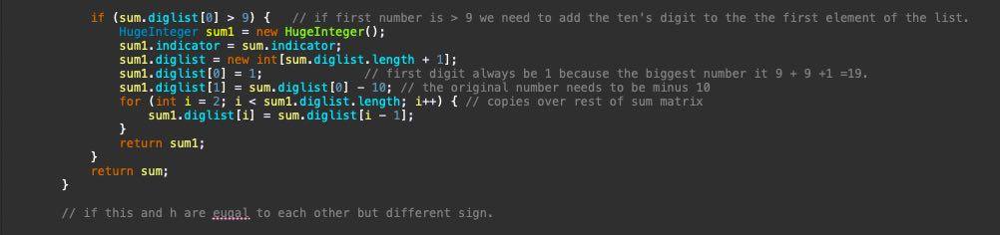 if (sum.diglist[0] > 9) {   // if first number is > 9 we need to add the ten's digit to the the first element of the list.
    HugeInteger sum1 = new HugeInteger();
    sum1.indicator = sum.indicator;
    sum1.diglist = new int[sum.diglist.length + 1];
    sum1.diglist[0] = 1;              // first digit always be 1 because the biggest number it 9 + 9 +1 =19.
    sum1.diglist[1] = sum.diglist[0] - 10; // the original number needs to be minus 10
    for (int i = 2; i < sum1.diglist.length; i++) { // copies over rest of sum matrix
        sum1.diglist[i] = sum.diglist[i - 1];
    }
    return sum1;
}
return sum;
}
// if this and h are euqal to each other but different sign.